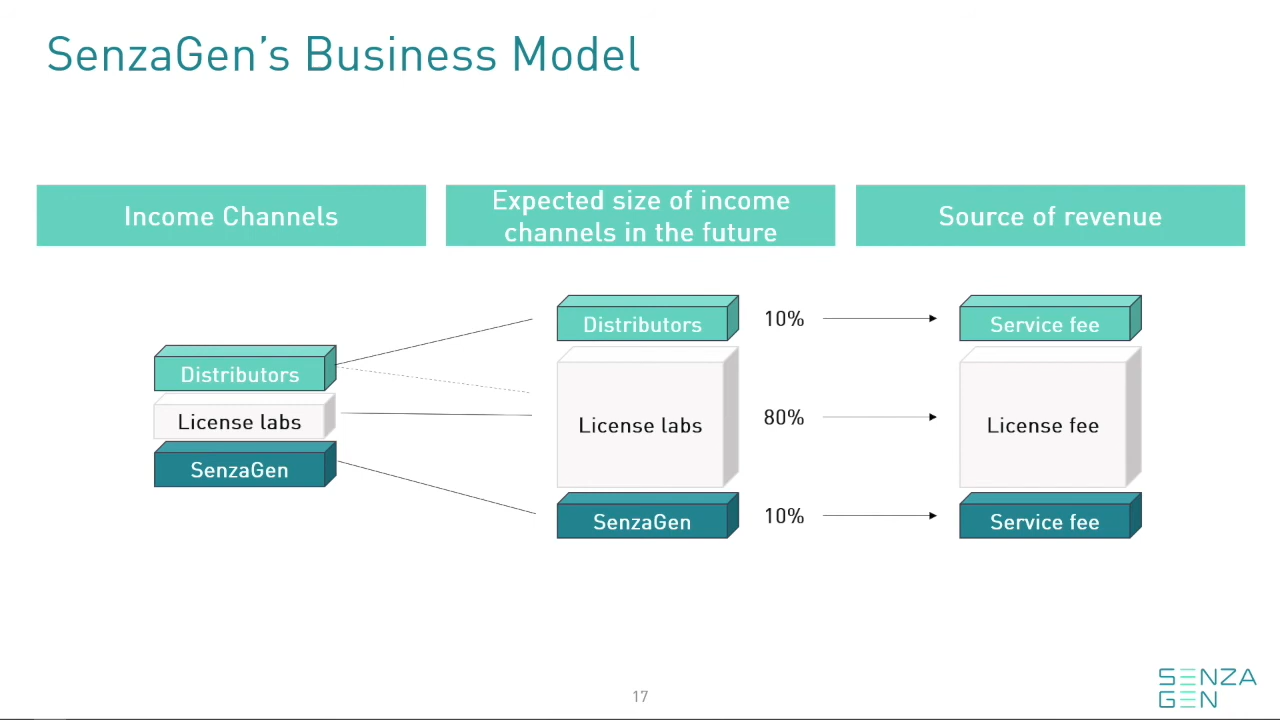 SenzaGen's Business Model
Income Channels
Expected size of income
channels in the future
Source of revenue
Distributors
License labs
SenzaGen
Distributors
10%
License labs
80%
SenzaGen
10%
Service fee
License fee
Service fee
17
SENZA
GEN